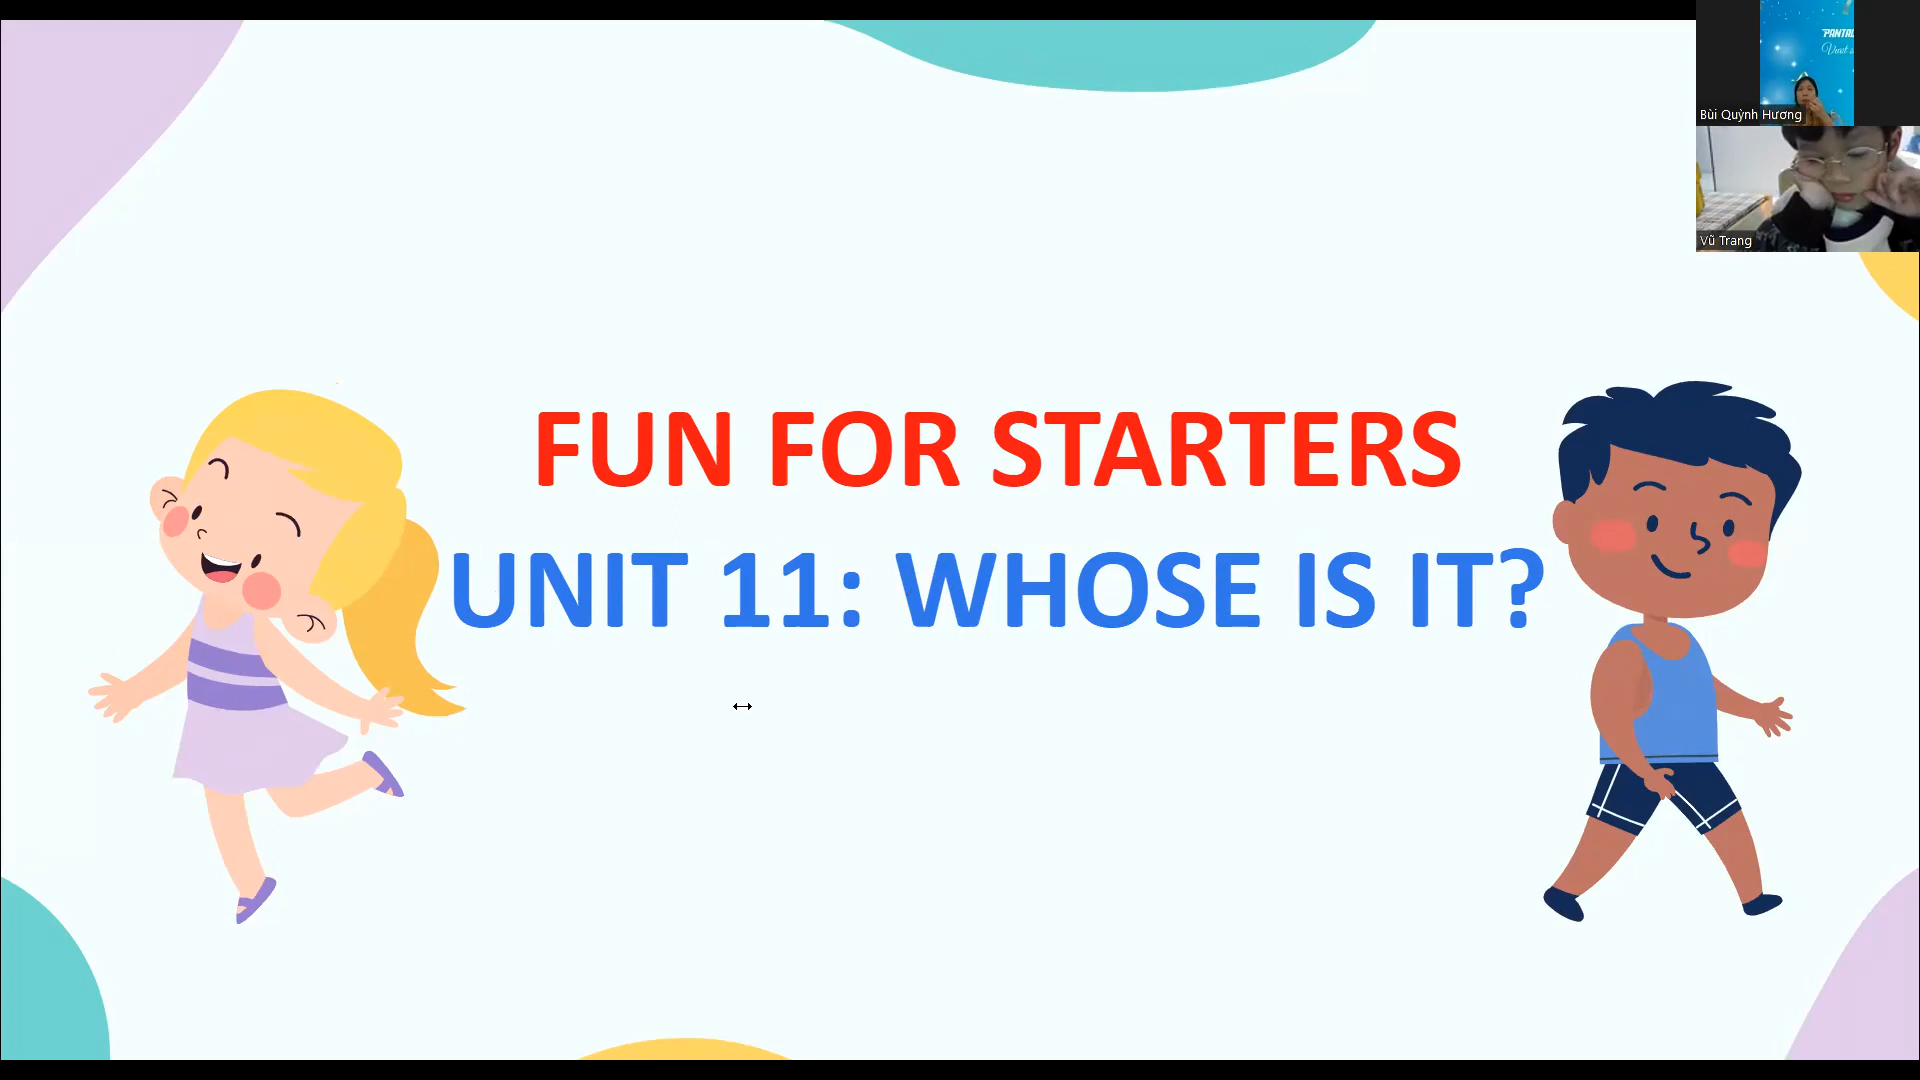 FUN FOR STARTERS
UNIT 11: WHOSE IS IT?
Bùi Quỳnh Hương
Vũ Trang